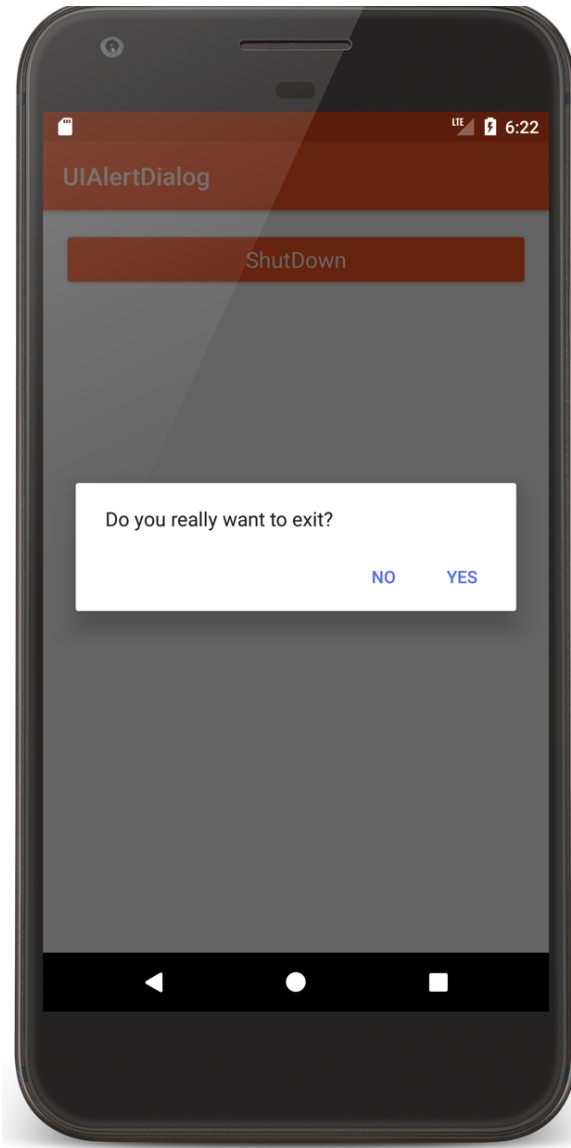 LTE 6:22
UIAlertDialog
ShutDown
Do you really want to exit?
NO YES